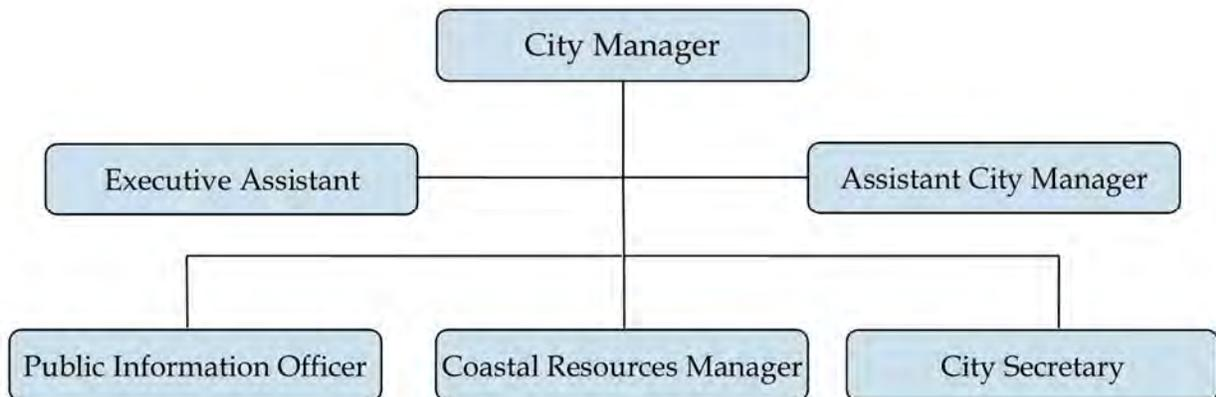 City Manager
Executive Assistant
Assistant City Manager
Public Information Officer
Coastal Resources Manager
City Secretary